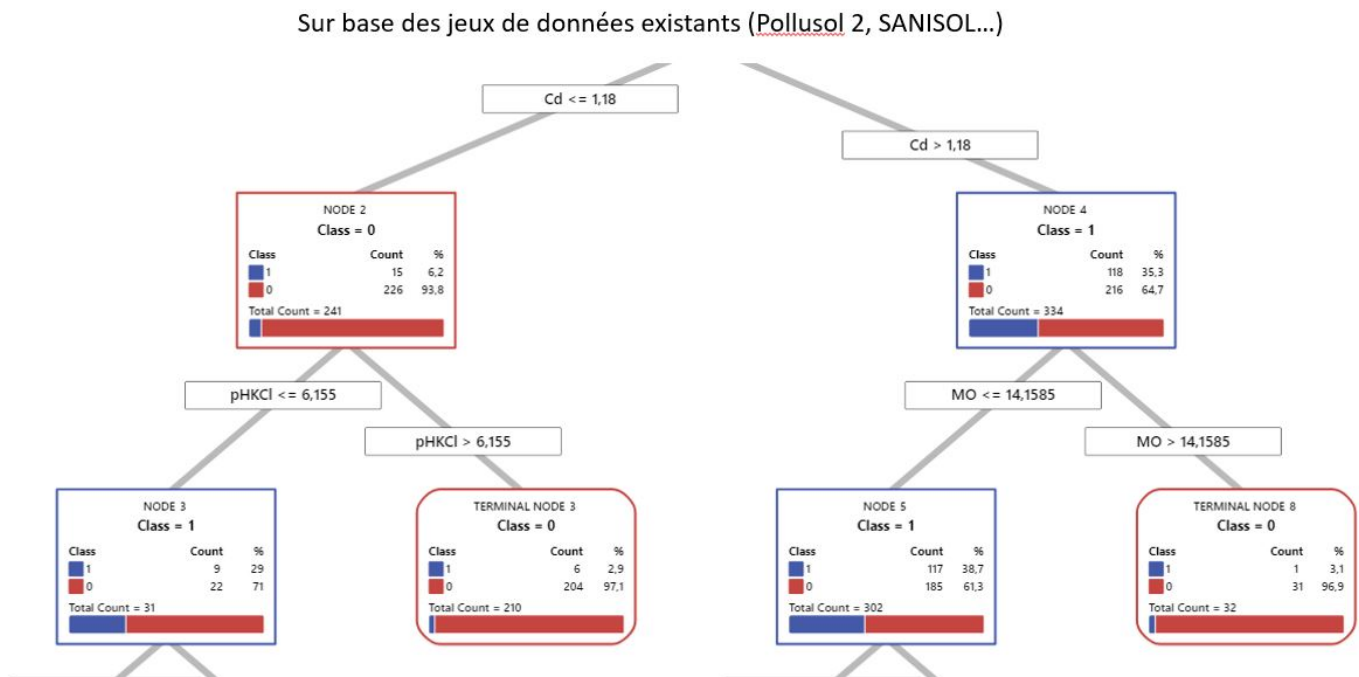 Sur base des jeux de données existants (Pollusol 2, SANISOL...)
Cd <= 1,18
Cd > 1,18
NODE 2
Class = 0
Class Count %
1 15 6,2
0 226 93,8
Total Count = 241
NODE 4
Class = 1
Class Count %
1 118 35,3
0 216 64,7
Total Count = 334
pHKCl <= 6,155
pHKCl > 6,155
MO <= 14,1585
MO > 14,1585
NODE 3
Class = 1
Class Count %
1 9 29
0 22 71
Total Count = 31
TERMINAL NODE 3
Class = 0
Class Count %
1 6 2,9
0 204 97,1
Total Count = 210
NODE 5
Class = 1
Class Count %
1 117 38,7
0 185 61,3
Total Count = 302
TERMINAL NODE 8
Class = 0
Class Count %
1 1 3,1
0 31 96,9
Total Count = 32